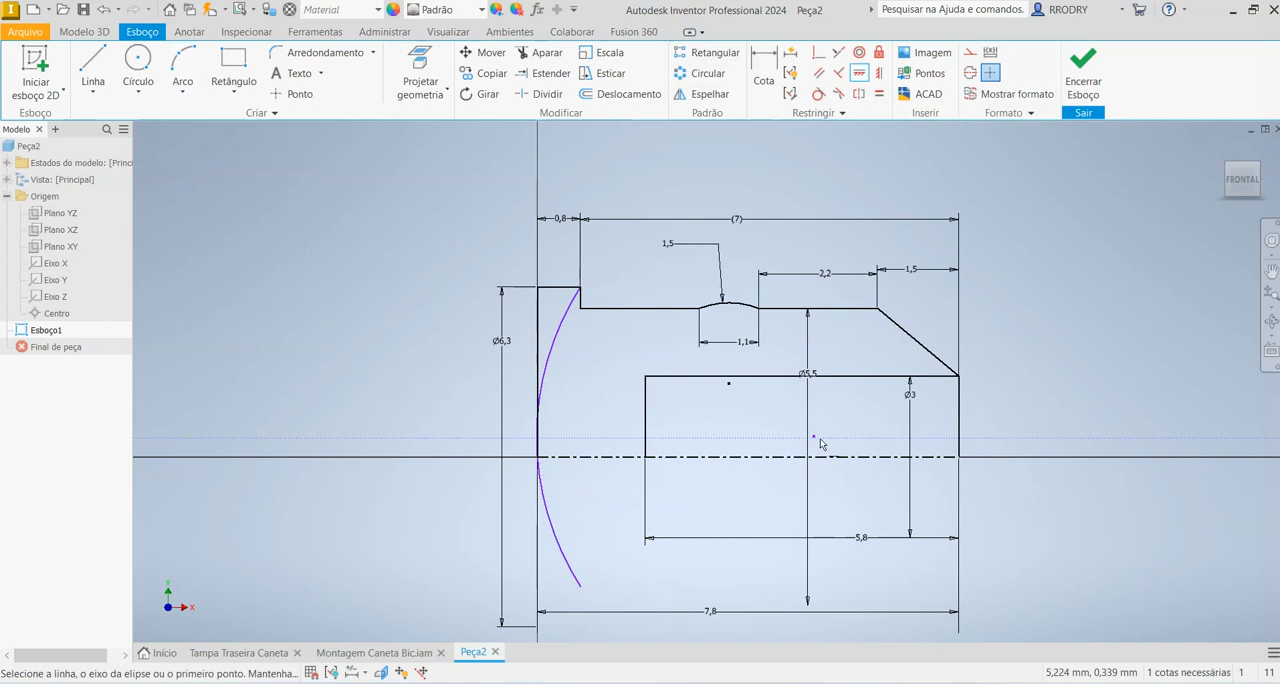 Material
Padrão
fx
Autodesk Inventor Professional 2024 Peça2
Pesquisar na Ajuda e comandos.
RRODRY
Arquivo Modelo 3D Esboço Anotar Inspecionar Ferramentas Administrar Visualizar Ambientes Colaborar Fusion 360
Iniciar
esboço 2D
Linha
Círculo
Arco
Retângulo
Arredondamento
Texto
Ponto
Projetar
geometria
Mover
Copiar
Girar
Aparar
Estender
Dividir
Escala
Esticar
Deslocamento
Retangular
Circular
Espelhar
Cota
Imagem
Pontos
ACAD
Mostrar formato
Encerrar
Esboço
Esboço Criar Modificar Padrão Restringir Inserir Formato Sair
Modelo
Peça2
Estados do modelo: [Princ
Vista: [Principal]
Origem
Plano YZ
Plano XZ
Plano XY
Eixo X
Eixo Y
Eixo Z
Centro
Esboço1
Final de peça
FRONTAL
0,8
(7)
1,5
2,2
1,5
Ø6,3
1,1
Ø5,5
Ø3
5,8
7,8
Y
X
Início Tampa Traseira Caneta Montagem Caneta Bic.iam Peça2
Selecione a linha, o eixo da elipse ou o primeiro ponto. Mantenha...
5,224 mm, 0,339 mm 1 cotas necessárias 1 11